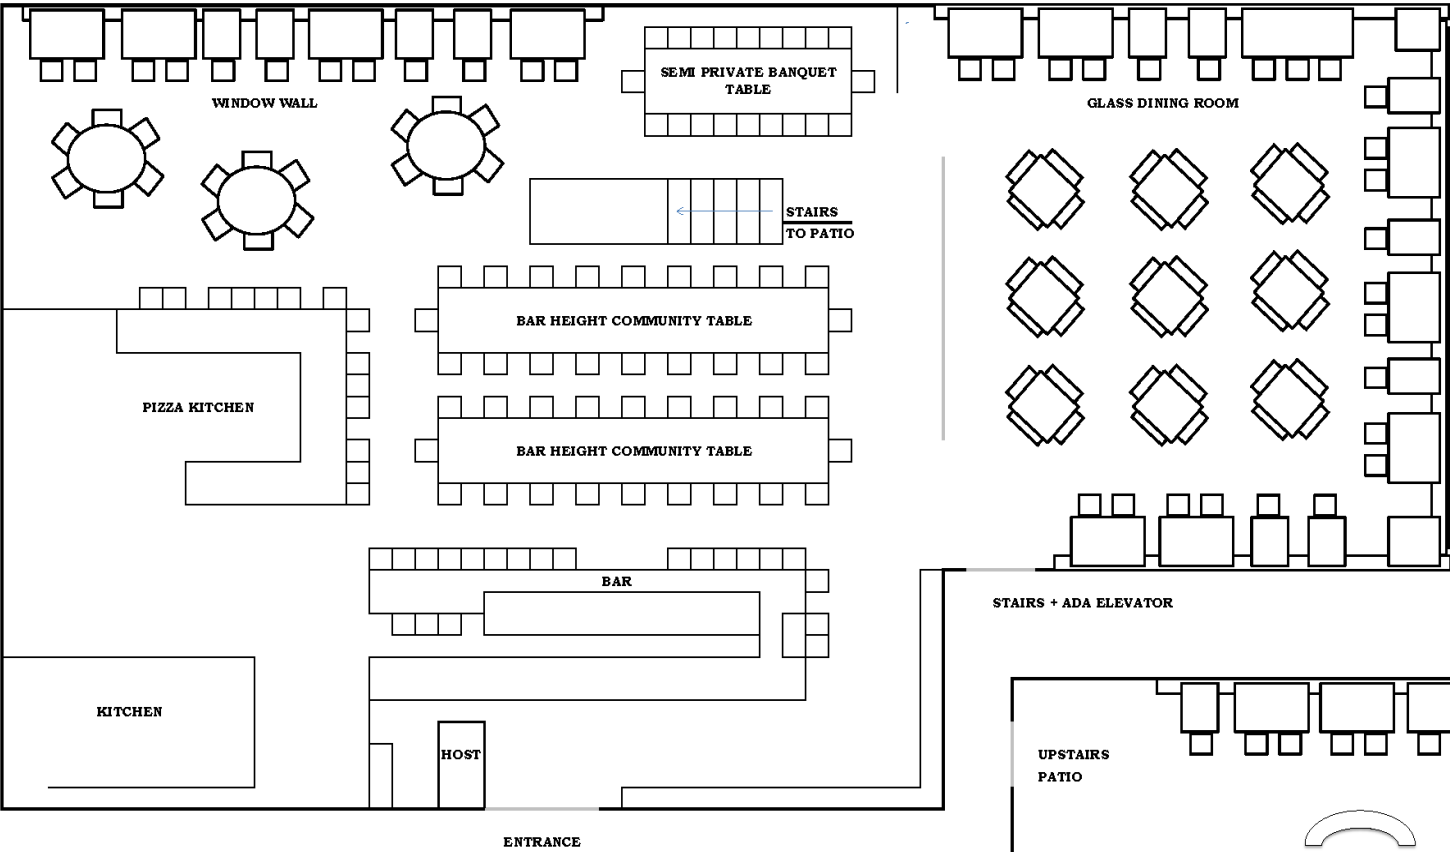 SEMI PRIVATE BANQUET
TABLE
WINDOW WALL
GLASS DINING ROOM
STAIRS
TO PATIO
BAR HEIGHT COMMUNITY TABLE
PIZZA KITCHEN
BAR HEIGHT COMMUNITY TABLE
BAR
STAIRS + ADA ELEVATOR
KITCHEN
HOST
UPSTAIRS
PATIO
ENTRANCE